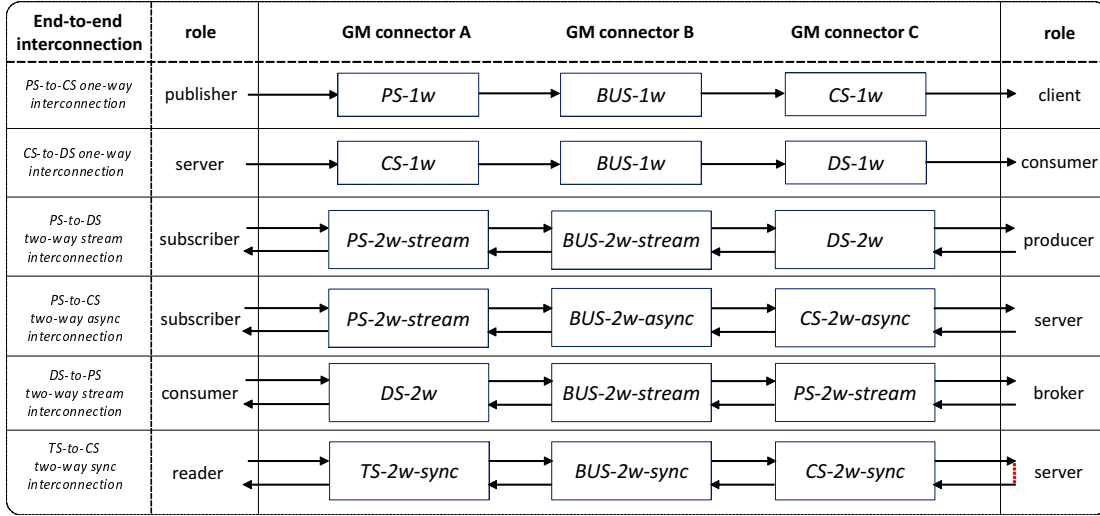 End-to-end
interconnection
role
GM connector A
GM connector B
GM connector C
role
PS-to-CS one-way
interconnection
publisher
PS-1w
BUS-1w
CS-1w
client
CS-to-DS one-way
interconnection
server
CS-1w
BUS-1w
DS-1w
consumer
PS-to-DS
two-way stream
interconnection
subscriber
PS-2w-stream
BUS-2w-stream
DS-2w
producer
PS-to-CS
two-way async
interconnection
subscriber
PS-2w-stream
BUS-2w-async
CS-2w-async
server
DS-to-PS
two-way stream
interconnection
consumer
DS-2w
BUS-2w-stream
PS-2w-stream
broker
TS-to-CS
two-way sync
interconnection
reader
TS-2w-sync
BUS-2w-sync
CS-2w-sync
server